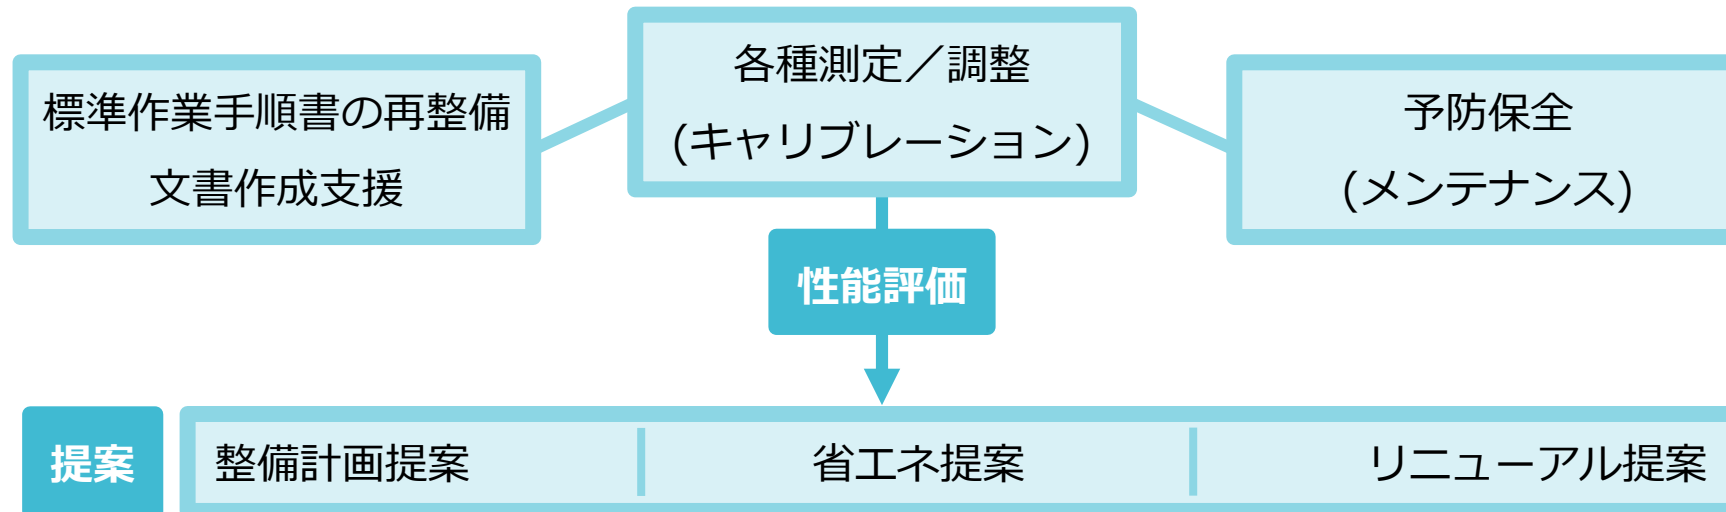 標準作業手順書の再整備
文書作成支援
各種測定／調整
(キャリブレーション)
予防保全
(メンテナンス)
性能評価
提案
整備計画提案
省エネ提案
リニューアル提案